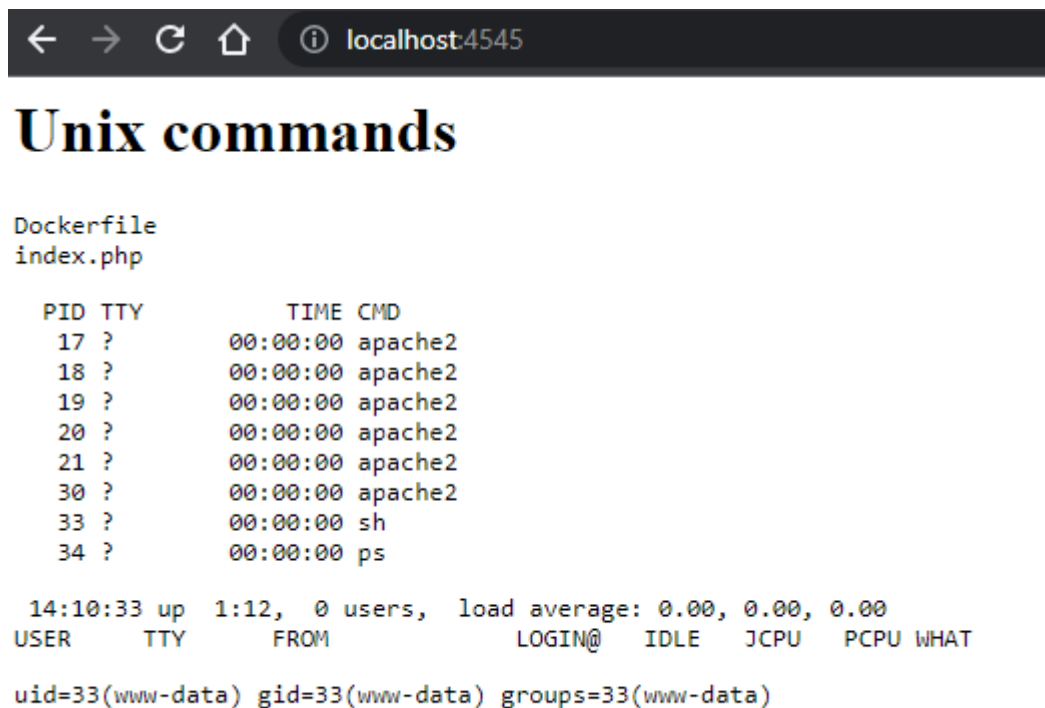 localhost:4545
Unix commands
Dockerfile
index.php
PID TTY          TIME CMD
17 ?        00:00:00 apache2
18 ?        00:00:00 apache2
19 ?        00:00:00 apache2
20 ?        00:00:00 apache2
21 ?        00:00:00 apache2
30 ?        00:00:00 apache2
33 ?        00:00:00 sh
34 ?        00:00:00 ps
14:10:33 up  1:12,  0 users,  load average: 0.00, 0.00, 0.00
USER     TTY      FROM             LOGIN@   IDLE   JCPU   PCPU WHAT
uid=33(www-data) gid=33(www-data) groups=33(www-data)